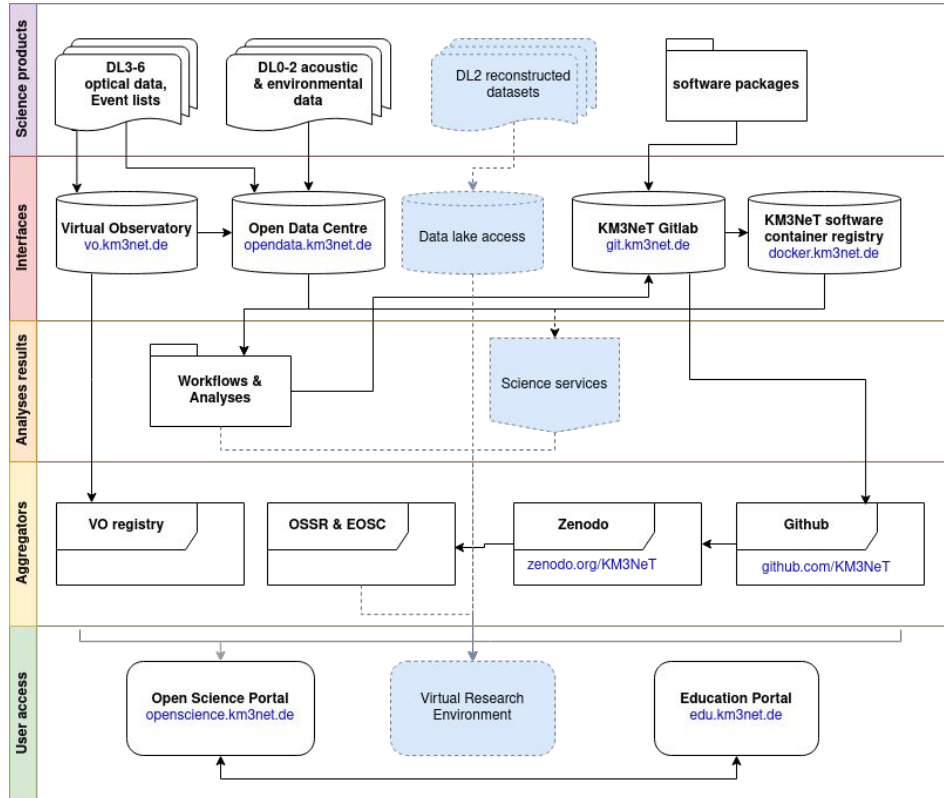 Science products
DL3-6
optical data,
Event lists
DL0-2 acoustic
& environmental
data
DL2 reconstructed
datasets
software packages
Interfaces
Virtual Observatory
vo.km3net.de
Open Data Centre
opendata.km3net.de
Data lake access
KM3NeT Gitlab
git.km3net.de
KM3NeT software
container registry
docker.km3net.de
Analyses results
Workflows &
Analyses
Science services
Aggregators
VO registry
OSSR & EOSC
Zenodo
zenodo.org/KM3NeT
Github
github.com/KM3NeT
User access
Open Science Portal
openscience.km3net.de
Virtual Research
Environment
Education Portal
edu.km3net.de